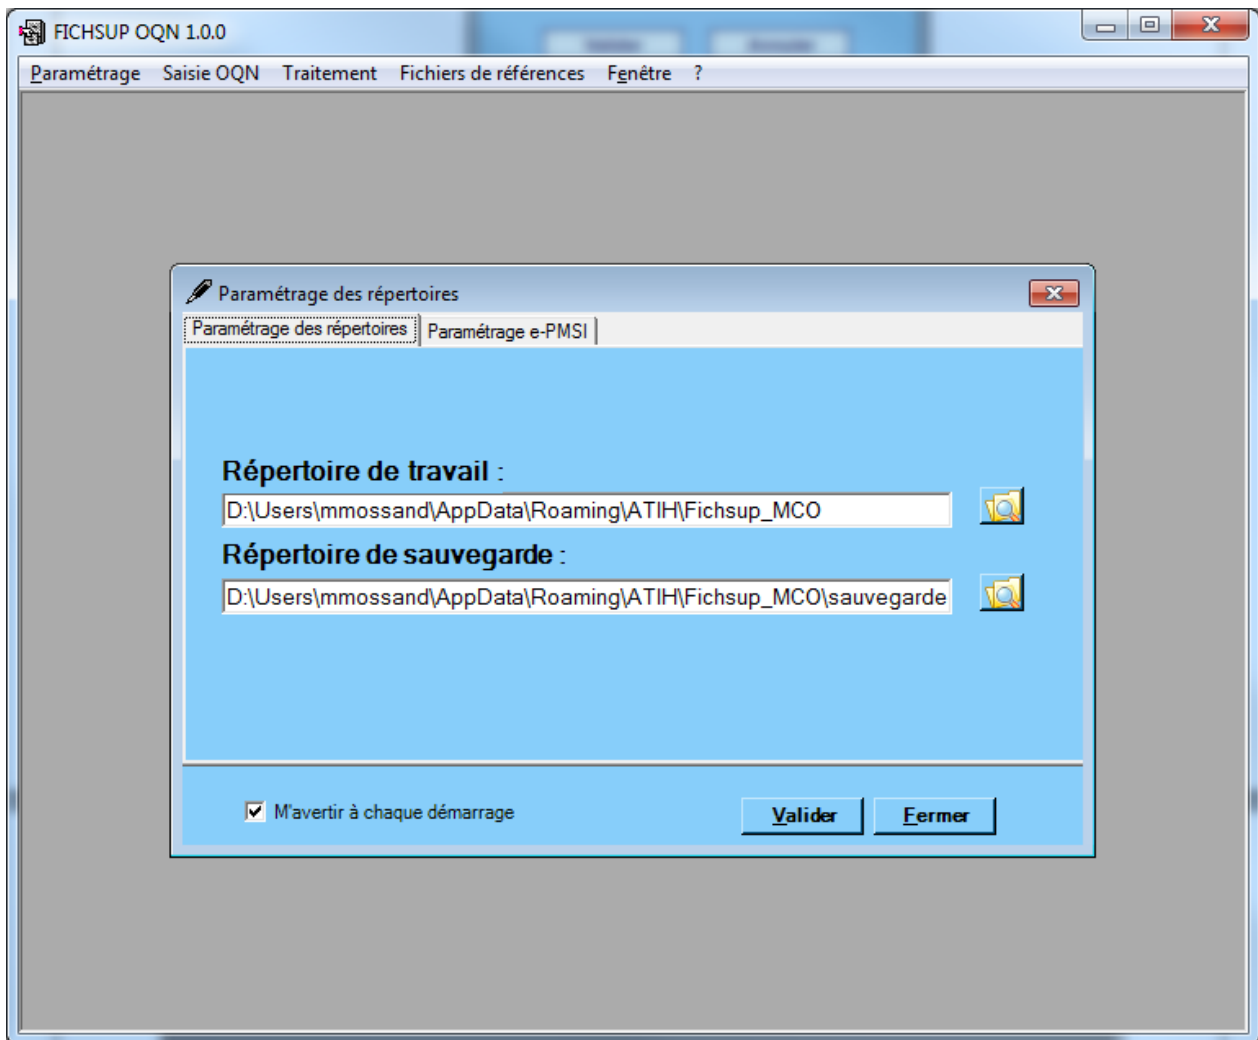 FICHSUP OQN 1.0.0
Paramétrage Saisie OQN Traitement Fichiers de références Fenêtre ?
Paramétrage des répertoires
Paramétrage des répertoires Paramétrage e-PMSI
Répertoire de travail :
D:\Users\mmossand\AppData\Roaming\ATIH\Fichsup_MCO
Répertoire de sauvegarde :
D:\Users\mmossand\AppData\Roaming\ATIH\Fichsup_MCO\sauvegarde
M'avertir à chaque démarrage
Valider Fermer